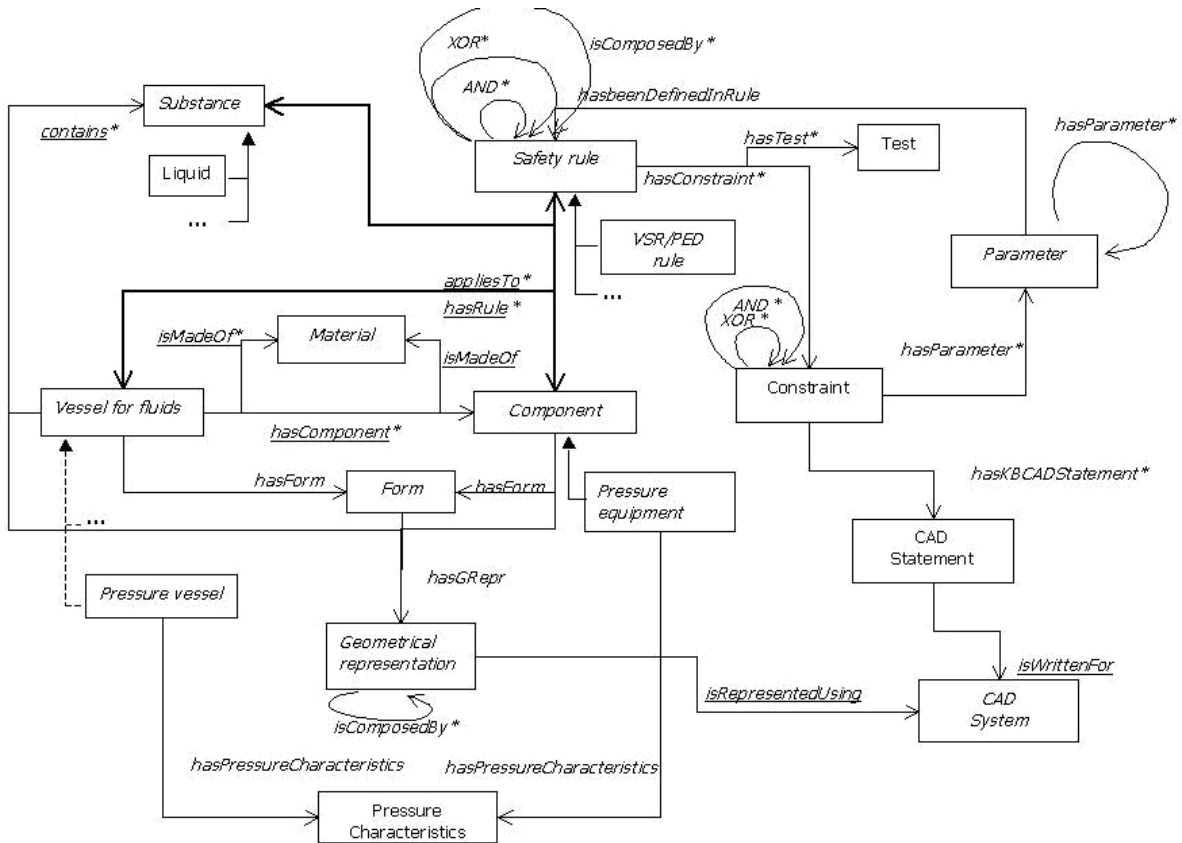 XOR*
isComposedBy*
AND*
Substance
hasbeenDefinedInRule
contains*
hasParameter*
hasTest*
Test
Safety rule
Liquid
hasConstraint*
...
VSR/PED
rule
Parameter
appliesTo*
...
hasRule*
AND*
XOR*
isMadeOf*
Material
isMadeOf
hasParameter*
Constraint
Vessel for fluids
Component
hasComponent*
hasKBCADStatement*
hasForm
Form
hasForm
Pressure
equipment
...
CAD
Statement
hasGRepr
Pressure vessel
Geometrical
representation
isWrittenFor
isRepresentedUsing
CAD
System
isComposedBy*
hasPressureCharacteristics
hasPressureCharacteristics
Pressure
Characteristics